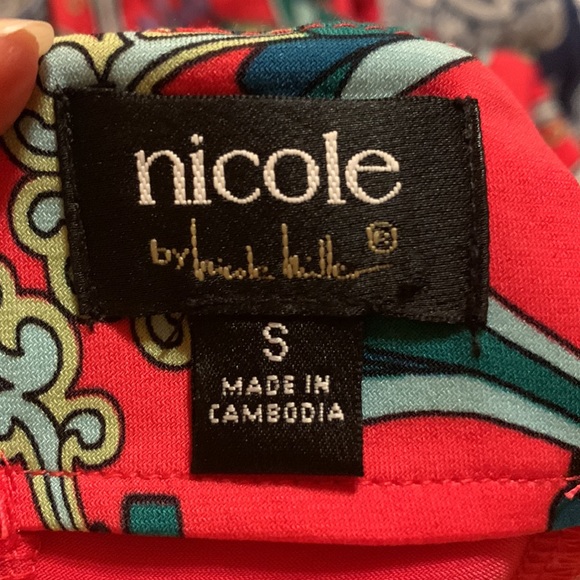 nicole
by Nicole Miller ®
S
MADE IN
CAMBODIA